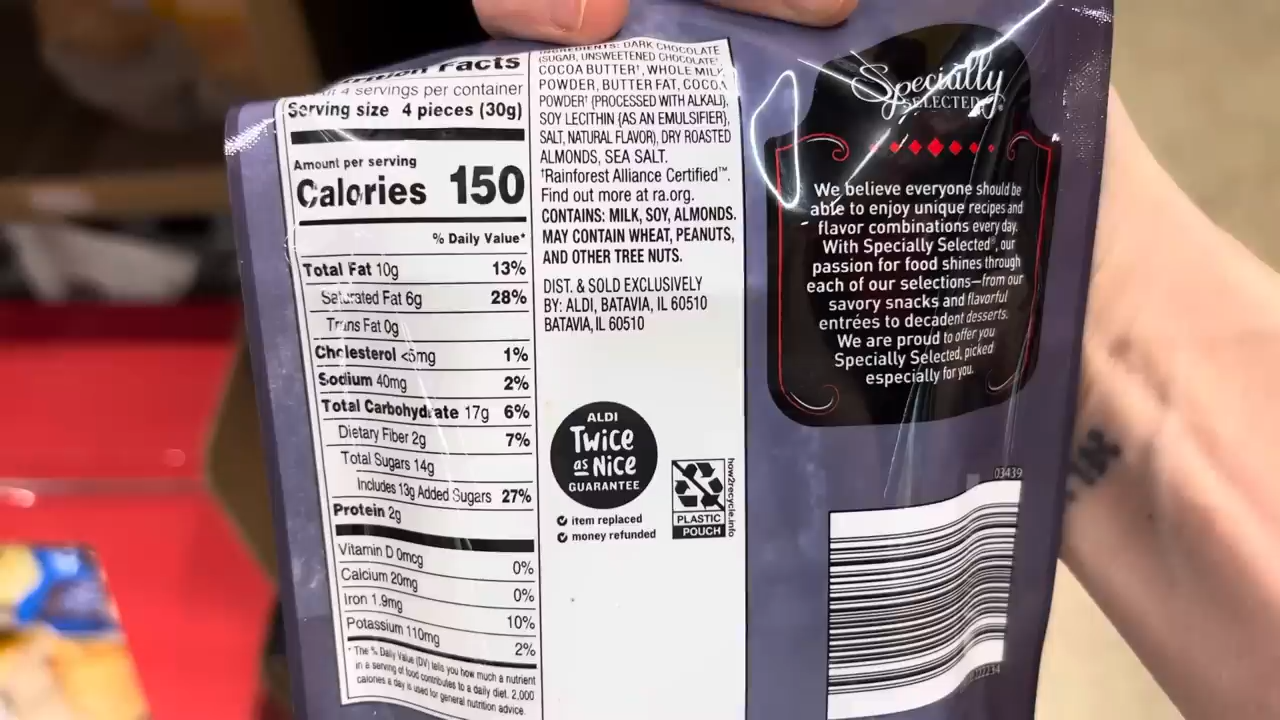 Nutrition Facts
4 servings per container
Serving size 4 pieces (30g)
Amount per serving
Calories 150
% Daily Value*
Total Fat 10g 13%
Saturated Fat 6g 28%
Trans Fat 0g
Cholesterol <5mg 1%
Sodium 40mg 2%
Total Carbohydrate 17g 6%
Dietary Fiber 2g 7%
Total Sugars 14g
Includes 13g Added Sugars 27%
Protein 2g
Vitamin D 0mcg 0%
Calcium 20mg 0%
Iron 1.9mg 10%
Potassium 110mg 2%
* The % Daily Value (DV) tells you how much a nutrient
in a serving of food contributes to a daily diet. 2,000
calories a day is used for general nutrition advice.
INGREDIENTS: DARK CHOCOLATE
(SUGAR, UNSWEETENED CHOCOLATE†,
COCOA BUTTER†, WHOLE MILK
POWDER, BUTTER FAT, COCOA
POWDER† {PROCESSED WITH ALKALI},
SOY LECITHIN {AS AN EMULSIFIER},
SALT, NATURAL FLAVOR), DRY ROASTED
ALMONDS, SEA SALT.
†Rainforest Alliance Certified™.
Find out more at ra.org.
CONTAINS: MILK, SOY, ALMONDS.
MAY CONTAIN WHEAT, PEANUTS,
AND OTHER TREE NUTS.
DIST. & SOLD EXCLUSIVELY
BY: ALDI, BATAVIA, IL 60510
BATAVIA, IL 60510
ALDI
Twice
as Nice
GUARANTEE
item replaced
money refunded
PLASTIC
POUCH
how2recycle.info
Specially
SELECTED®
We believe everyone should be
able to enjoy unique recipes and
flavor combinations every day.
With Specially Selected®, our
passion for food shines through
each of our selections—from our
savory snacks and flavorful
entrées to decadent desserts.
We are proud to offer you
Specially Selected, picked
especially for you.
03439